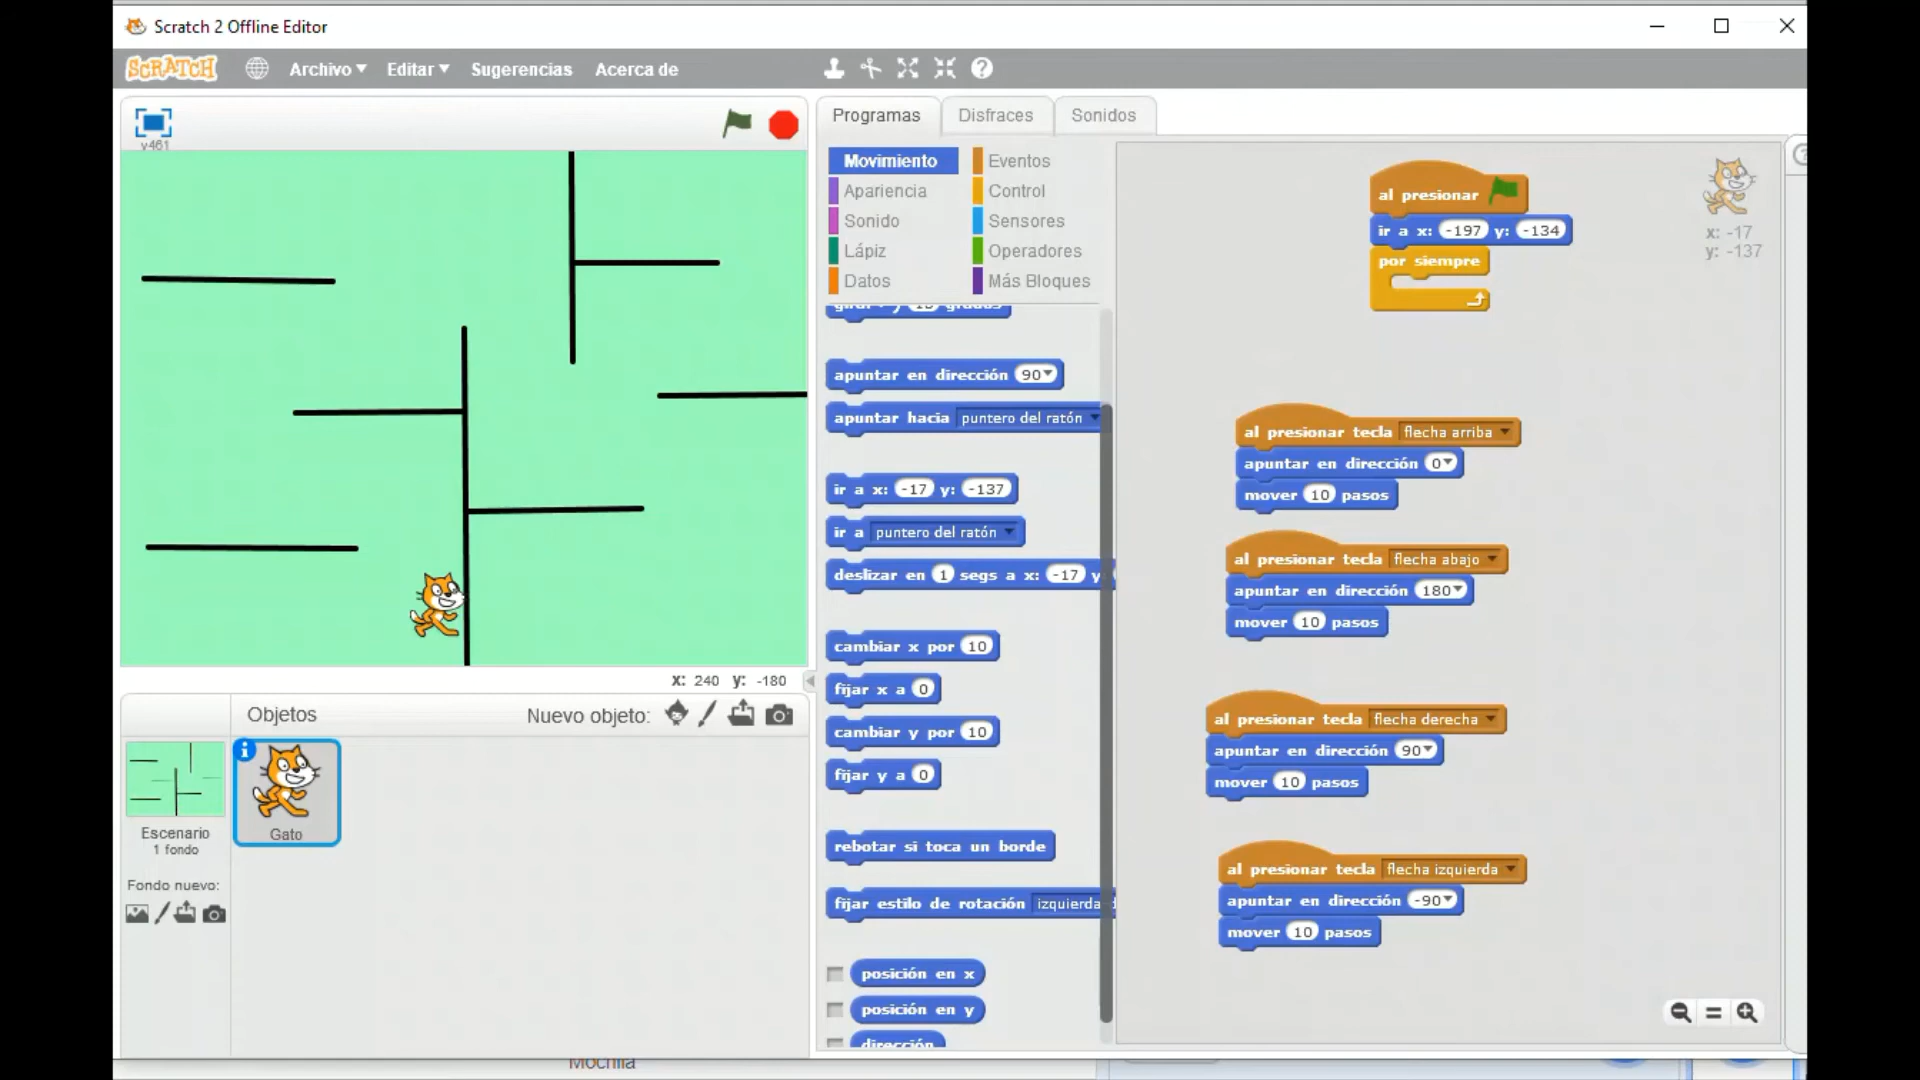 Scratch 2 Offline Editor
SCRATCH
Archivo
Editar
Sugerencias
Acerca de
v461
Programas
Disfraces
Sonidos
Movimiento
Eventos
Apariencia
Control
Sonido
Sensores
Lápiz
Operadores
Datos
Más Bloques
apuntar en dirección 90
apuntar hacia puntero del ratón
ir a x: -17 y: -137
ir a puntero del ratón
deslizar en 1 segs a x: -17 y
cambiar x por 10
fijar x a 0
cambiar y por 10
fijar y a 0
rebotar si toca un borde
fijar estilo de rotación izquierda
posición en x
posición en y
dirección
al presionar
ir a x: -197 y: -134
por siempre
x: -17
y: -137
al presionar tecla flecha arriba
apuntar en dirección 0
mover 10 pasos
al presionar tecla flecha abajo
apuntar en dirección 180
mover 10 pasos
al presionar tecla flecha derecha
apuntar en dirección 90
mover 10 pasos
al presionar tecla flecha izquierda
apuntar en dirección -90
mover 10 pasos
x: 240 y: -180
Objetos
Nuevo objeto:
Gato
Escenario
1 fondo
Fondo nuevo:
Mochila